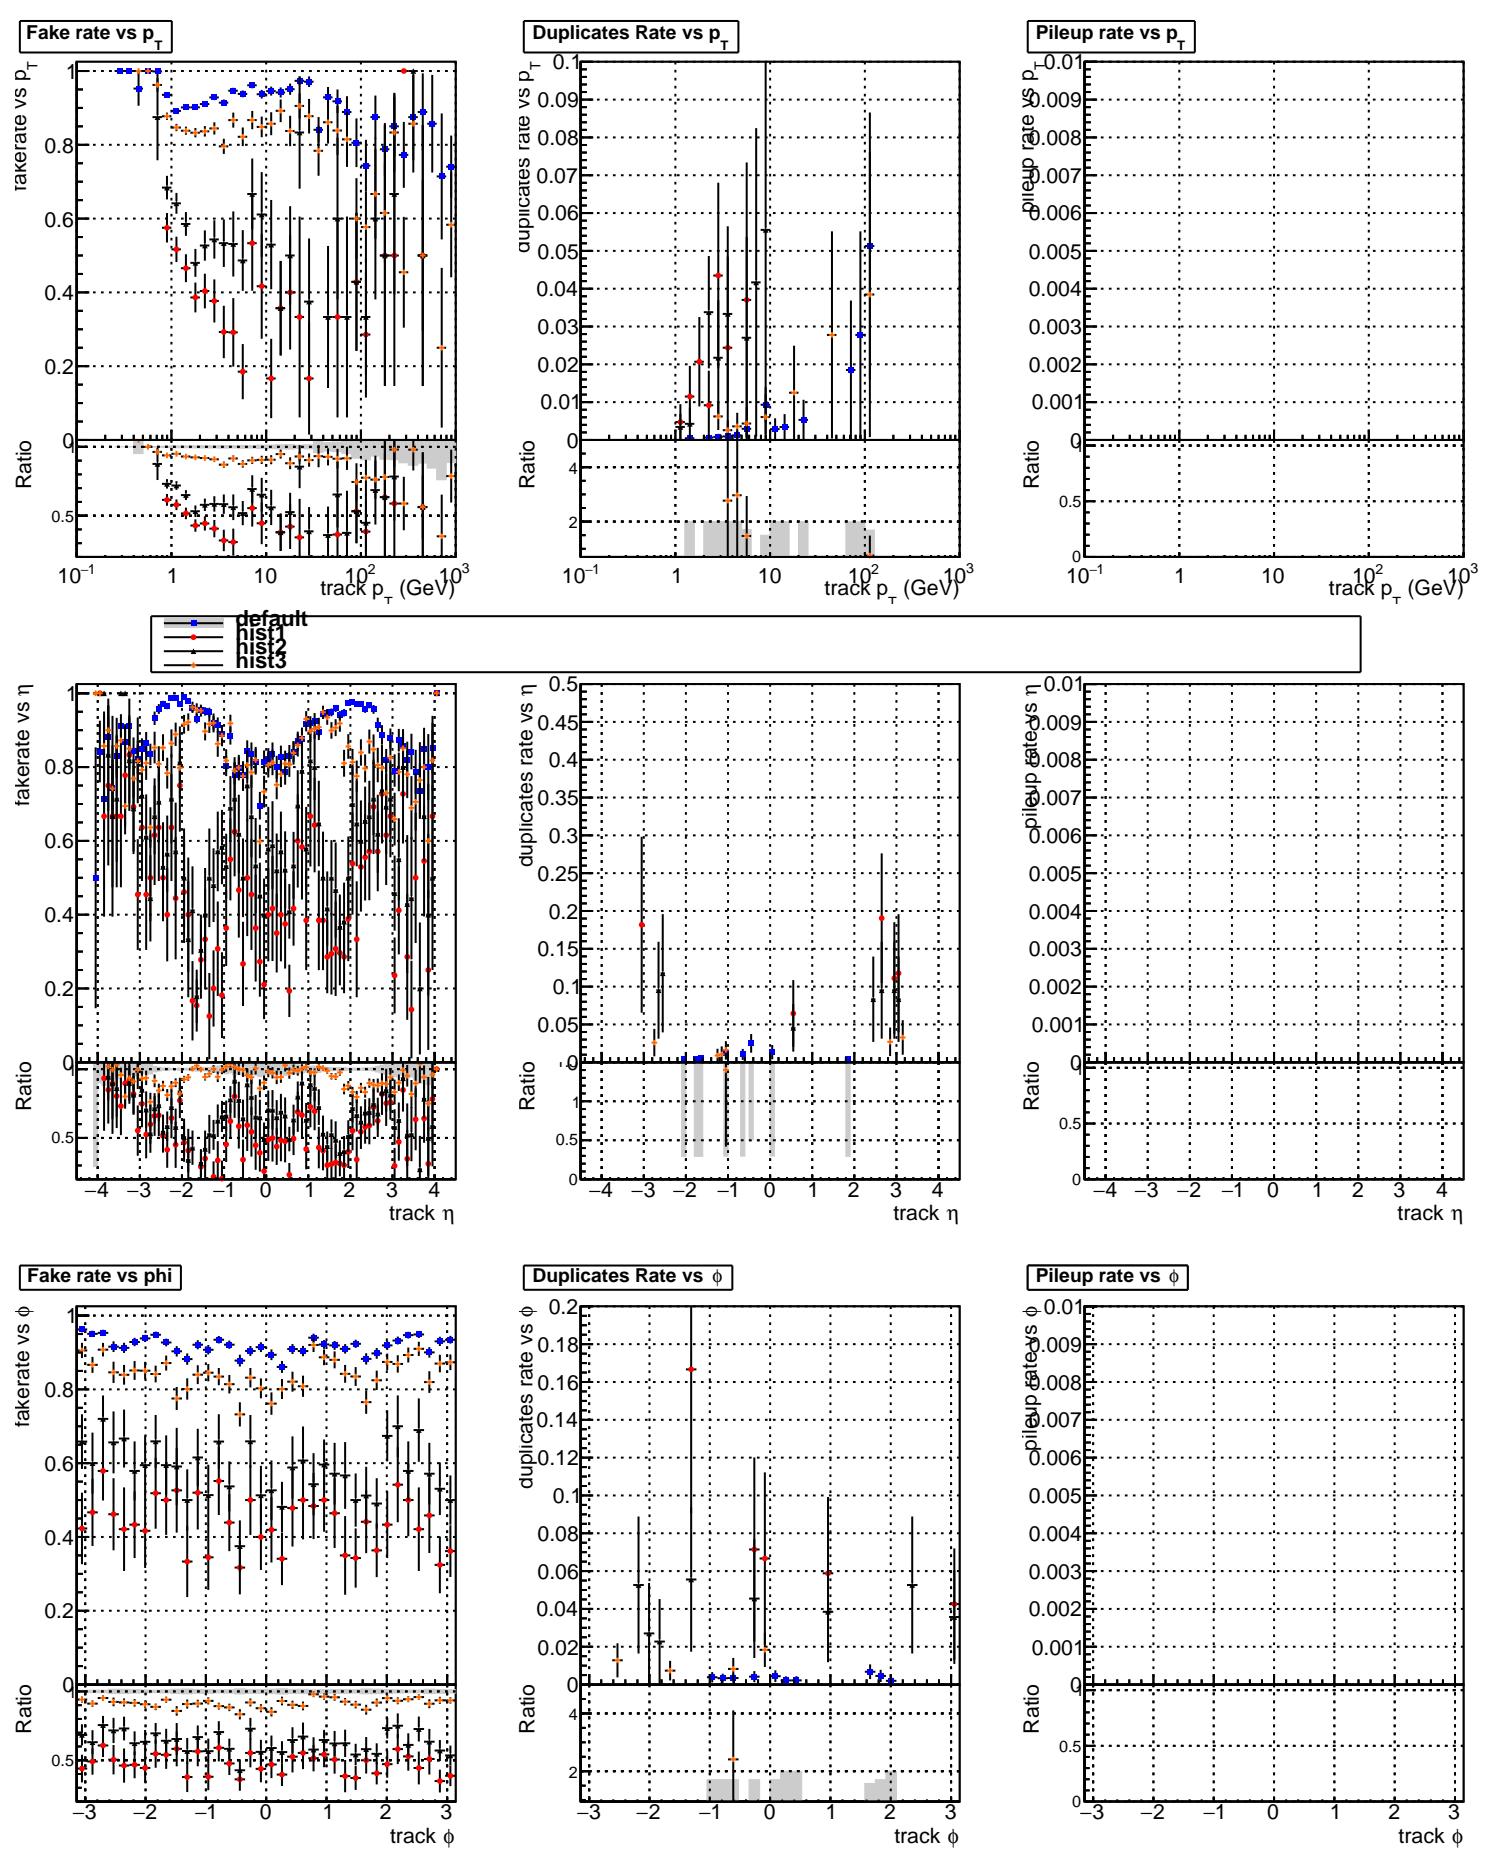 Fake rate vs p_T
Duplicates Rate vs p_T
Pileup rate vs p_T
fakerate vs p_T
1
0.8
0.6
0.4
0.2
0
Ratio
1
0.5
10⁻¹ 1 10 10² 10³
track p_T (GeV)
duplicates rate vs p_T
0.1
0.09
0.08
0.07
0.06
0.05
0.04
0.03
0.02
0.01
0
Ratio
4
2
10⁻¹ 1 10 10² 10³
track p_T (GeV)
pileup rate vs p_T
0.01
0.009
0.008
0.007
0.006
0.005
0.004
0.003
0.002
0.001
0
Ratio
1
0.5
0
10⁻¹ 1 10 10² 10³
track p_T (GeV)
default
hist1
hist2
hist3
fakerate vs η
1
0.8
0.6
0.4
0.2
0
Ratio
1
0.5
−4 −3 −2 −1 0 1 2 3 4
track η
duplicates rate vs η
0.5
0.45
0.4
0.35
0.3
0.25
0.2
0.15
0.1
0.05
0
Ratio
1
0.5
0
−4 −3 −2 −1 0 1 2 3 4
track η
pileup rate vs η
0.01
0.009
0.008
0.007
0.006
0.005
0.004
0.003
0.002
0.001
0
Ratio
1
0.5
0
−4 −3 −2 −1 0 1 2 3 4
track η
Fake rate vs phi
Duplicates Rate vs ϕ
Pileup rate vs ϕ
fakerate vs ϕ
1
0.8
0.6
0.4
0.2
0
Ratio
1
0.5
−3 −2 −1 0 1 2 3
track ϕ
duplicates rate vs ϕ
0.2
0.18
0.16
0.14
0.12
0.1
0.08
0.06
0.04
0.02
0
Ratio
4
2
−3 −2 −1 0 1 2 3
track ϕ
pileup rate vs ϕ
0.01
0.009
0.008
0.007
0.006
0.005
0.004
0.003
0.002
0.001
0
Ratio
1
0.5
0
−3 −2 −1 0 1 2 3
track ϕ